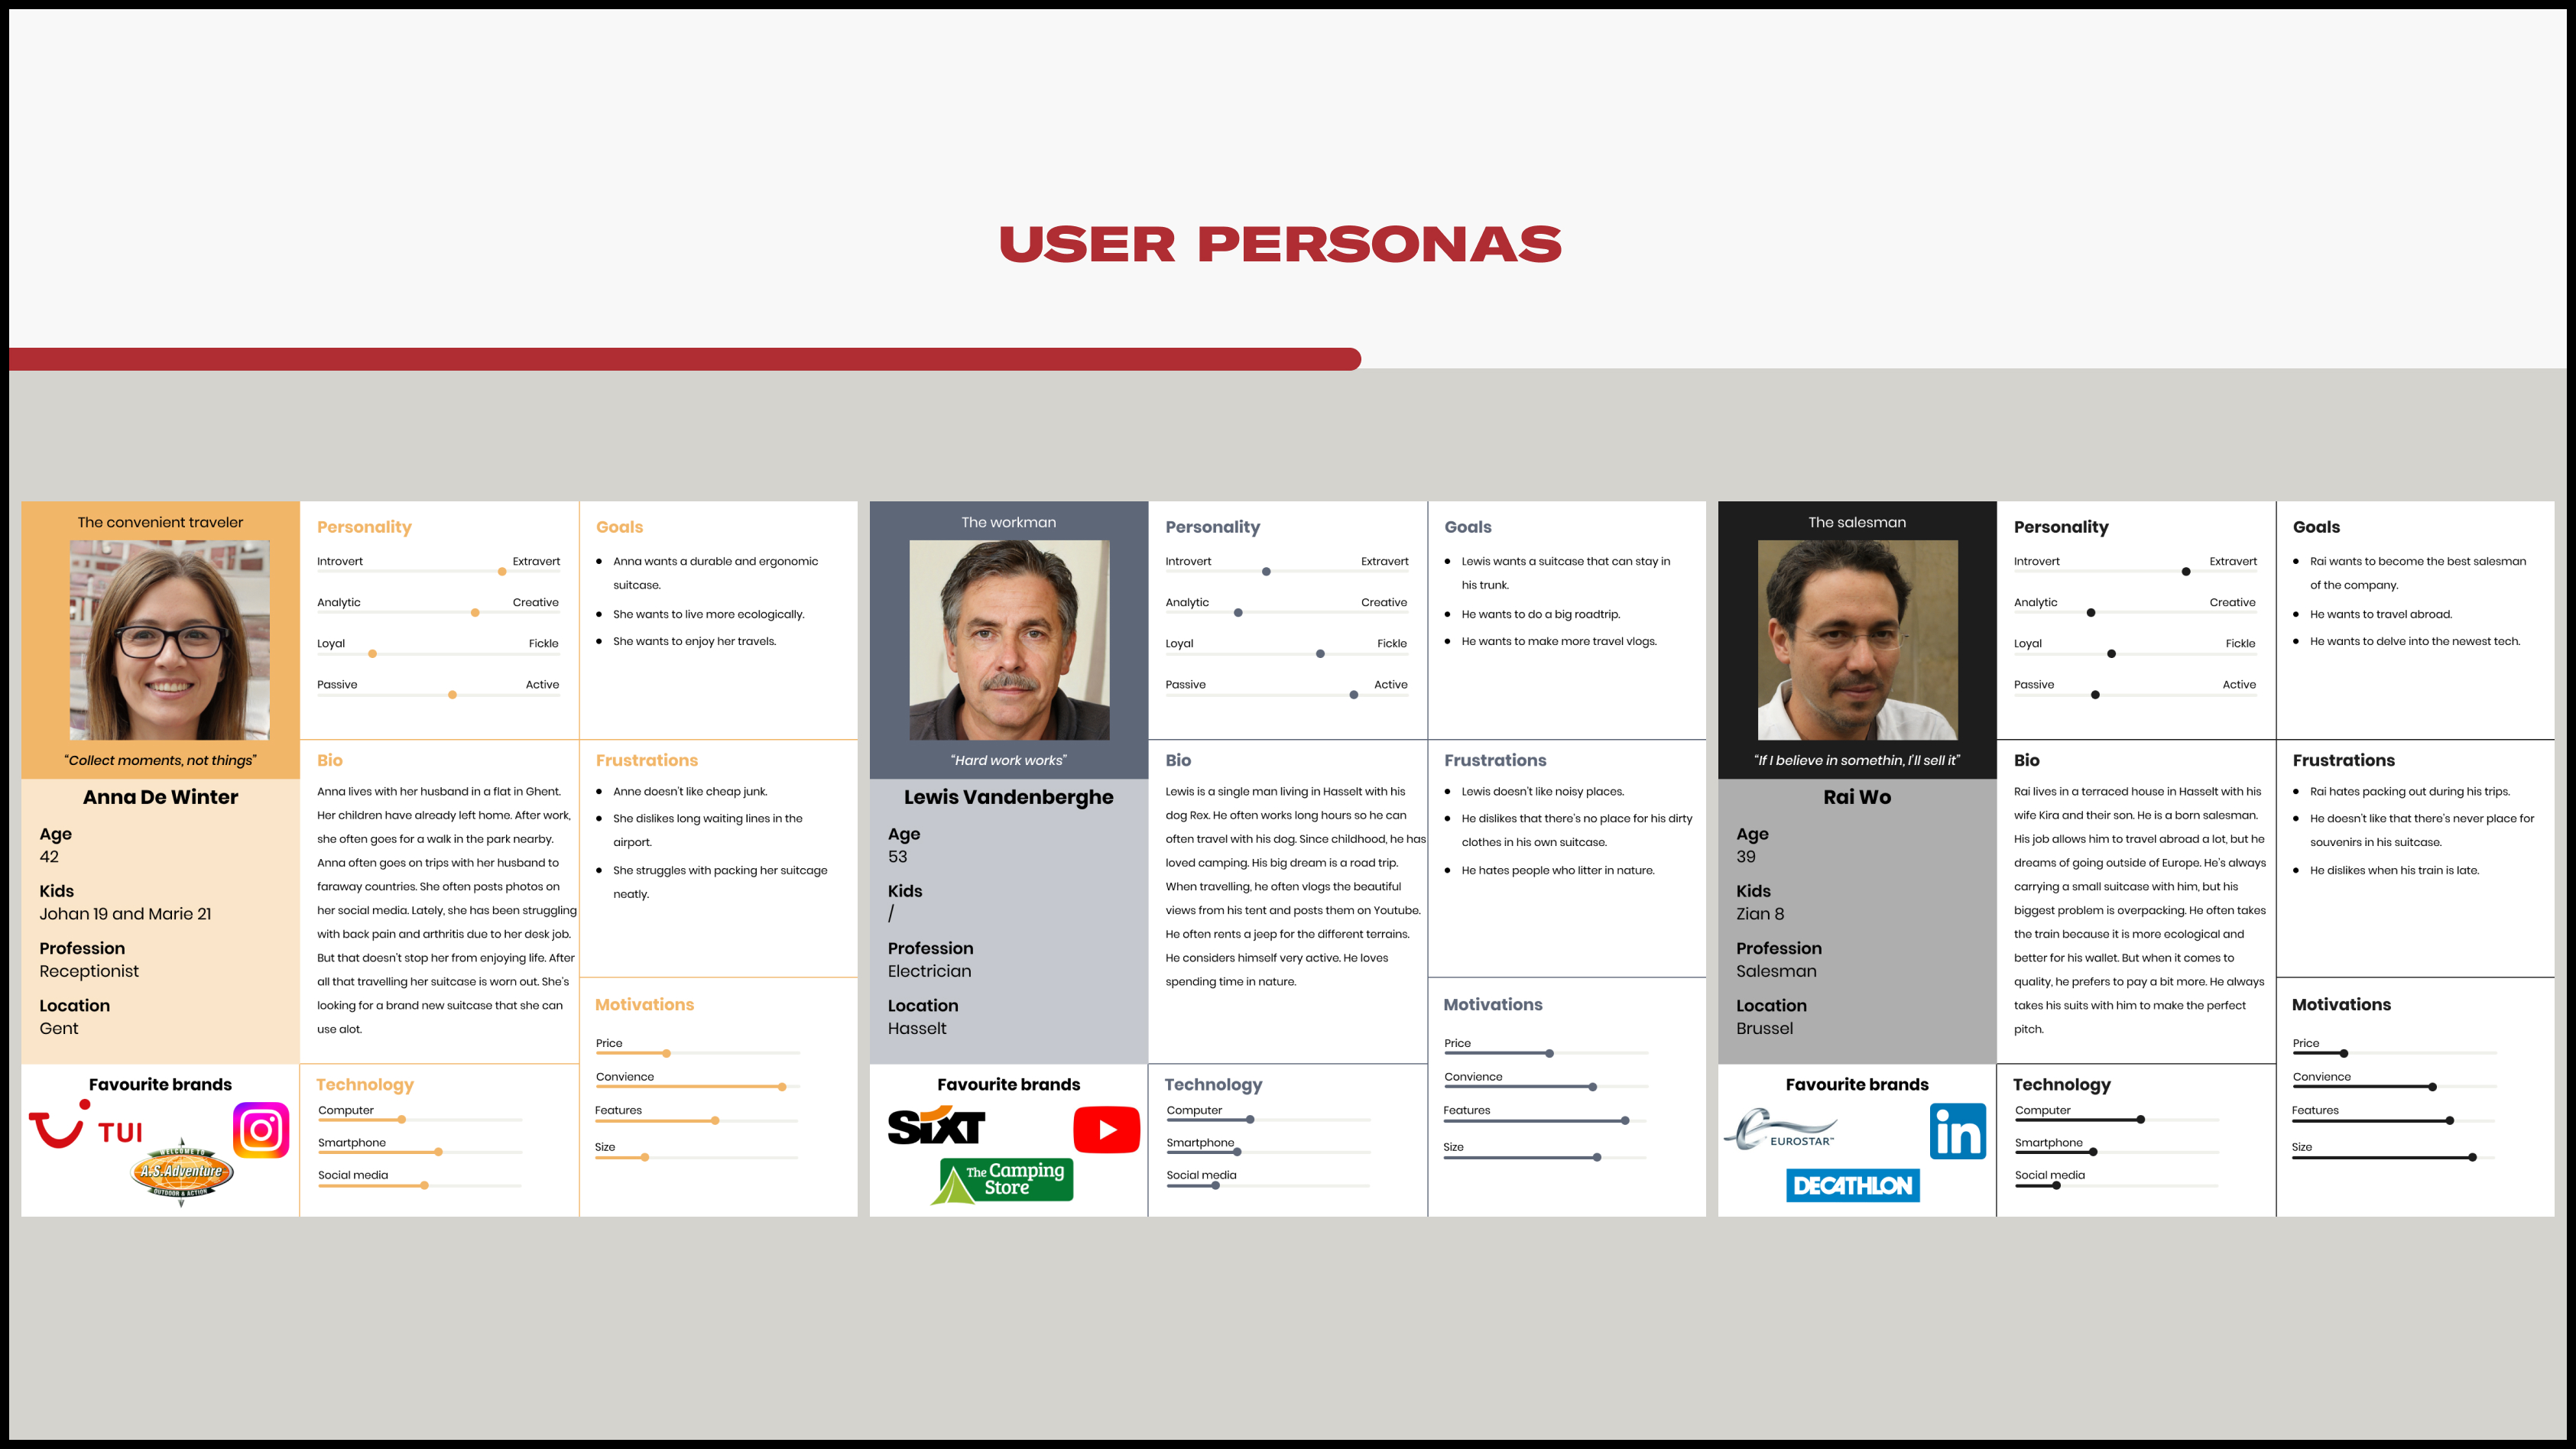 USER PERSONAS
The convenient traveler
"Collect moments, not things"
Anna De Winter
Age
42
Kids
Johan 19 and Marie 21
Profession
Receptionist
Location
Gent
Favourite brands
TUI
WELCOME TO
A.S.Adventure
OUTDOOR & ACTION
Personality
Introvert Extravert
Analytic Creative
Loyal Fickle
Passive Active
Bio
Anna lives with her husband in a flat in Ghent.
Her children have already left home. After work,
she often goes for a walk in the park nearby.
Anna often goes on trips with her husband to
faraway countries. She often posts photos on
her social media. Lately, she has been struggling
with back pain and arthritis due to her desk job.
But that doesn't stop her from enjoying life. After
all that travelling her suitcase is worn out. She's
looking for a brand new suitcase that she can
use alot.
Technology
Computer
Smartphone
Social media
Goals
• Anna wants a durable and ergonomic
suitcase.
• She wants to live more ecologically.
• She wants to enjoy her travels.
Frustrations
• Anne doesn't like cheap junk.
• She dislikes long waiting lines in the
airport.
• She struggles with packing her suitcage
neatly.
Motivations
Price
Convience
Features
Size
The workman
"Hard work works"
Lewis Vandenberghe
Age
53
Kids
/
Profession
Electrician
Location
Hasselt
Favourite brands
SiXT
The Camping
Store
Personality
Introvert Extravert
Analytic Creative
Loyal Fickle
Passive Active
Bio
Lewis is a single man living in Hasselt with his
dog Rex. He often works long hours so he can
often travel with his dog. Since childhood, he has
loved camping. His big dream is a road trip.
When travelling, he often vlogs the beautiful
views from his tent and posts them on Youtube.
He often rents a jeep for the different terrains.
He considers himself very active. He loves
spending time in nature.
Technology
Computer
Smartphone
Social media
Goals
• Lewis wants a suitcase that can stay in
his trunk.
• He wants to do a big roadtrip.
• He wants to make more travel vlogs.
Frustrations
• Lewis doesn't like noisy places.
• He dislikes that there's no place for his dirty
clothes in his own suitcase.
• He hates people who litter in nature.
Motivations
Price
Convience
Features
Size
The salesman
"If I believe in somethin, I'll sell it"
Rai Wo
Age
39
Kids
Zian 8
Profession
Salesman
Location
Brussel
Favourite brands
EUROSTAR™
in
DECATHLON
Personality
Introvert Extravert
Analytic Creative
Loyal Fickle
Passive Active
Bio
Rai lives in a terraced house in Hasselt with his
wife Kira and their son. He is a born salesman.
His job allows him to travel abroad a lot, but he
dreams of going outside of Europe. He's always
carrying a small suitcase with him, but his
biggest problem is overpacking. He often takes
the train because it is more ecological and
better for his wallet. But when it comes to
quality, he prefers to pay a bit more. He always
takes his suits with him to make the perfect
pitch.
Technology
Computer
Smartphone
Social media
Goals
• Rai wants to become the best salesman
of the company.
• He wants to travel abroad.
• He wants to delve into the newest tech.
Frustrations
• Rai hates packing out during his trips.
• He doesn't like that there's never place for
souvenirs in his suitcase.
• He dislikes when his train is late.
Motivations
Price
Convience
Features
Size